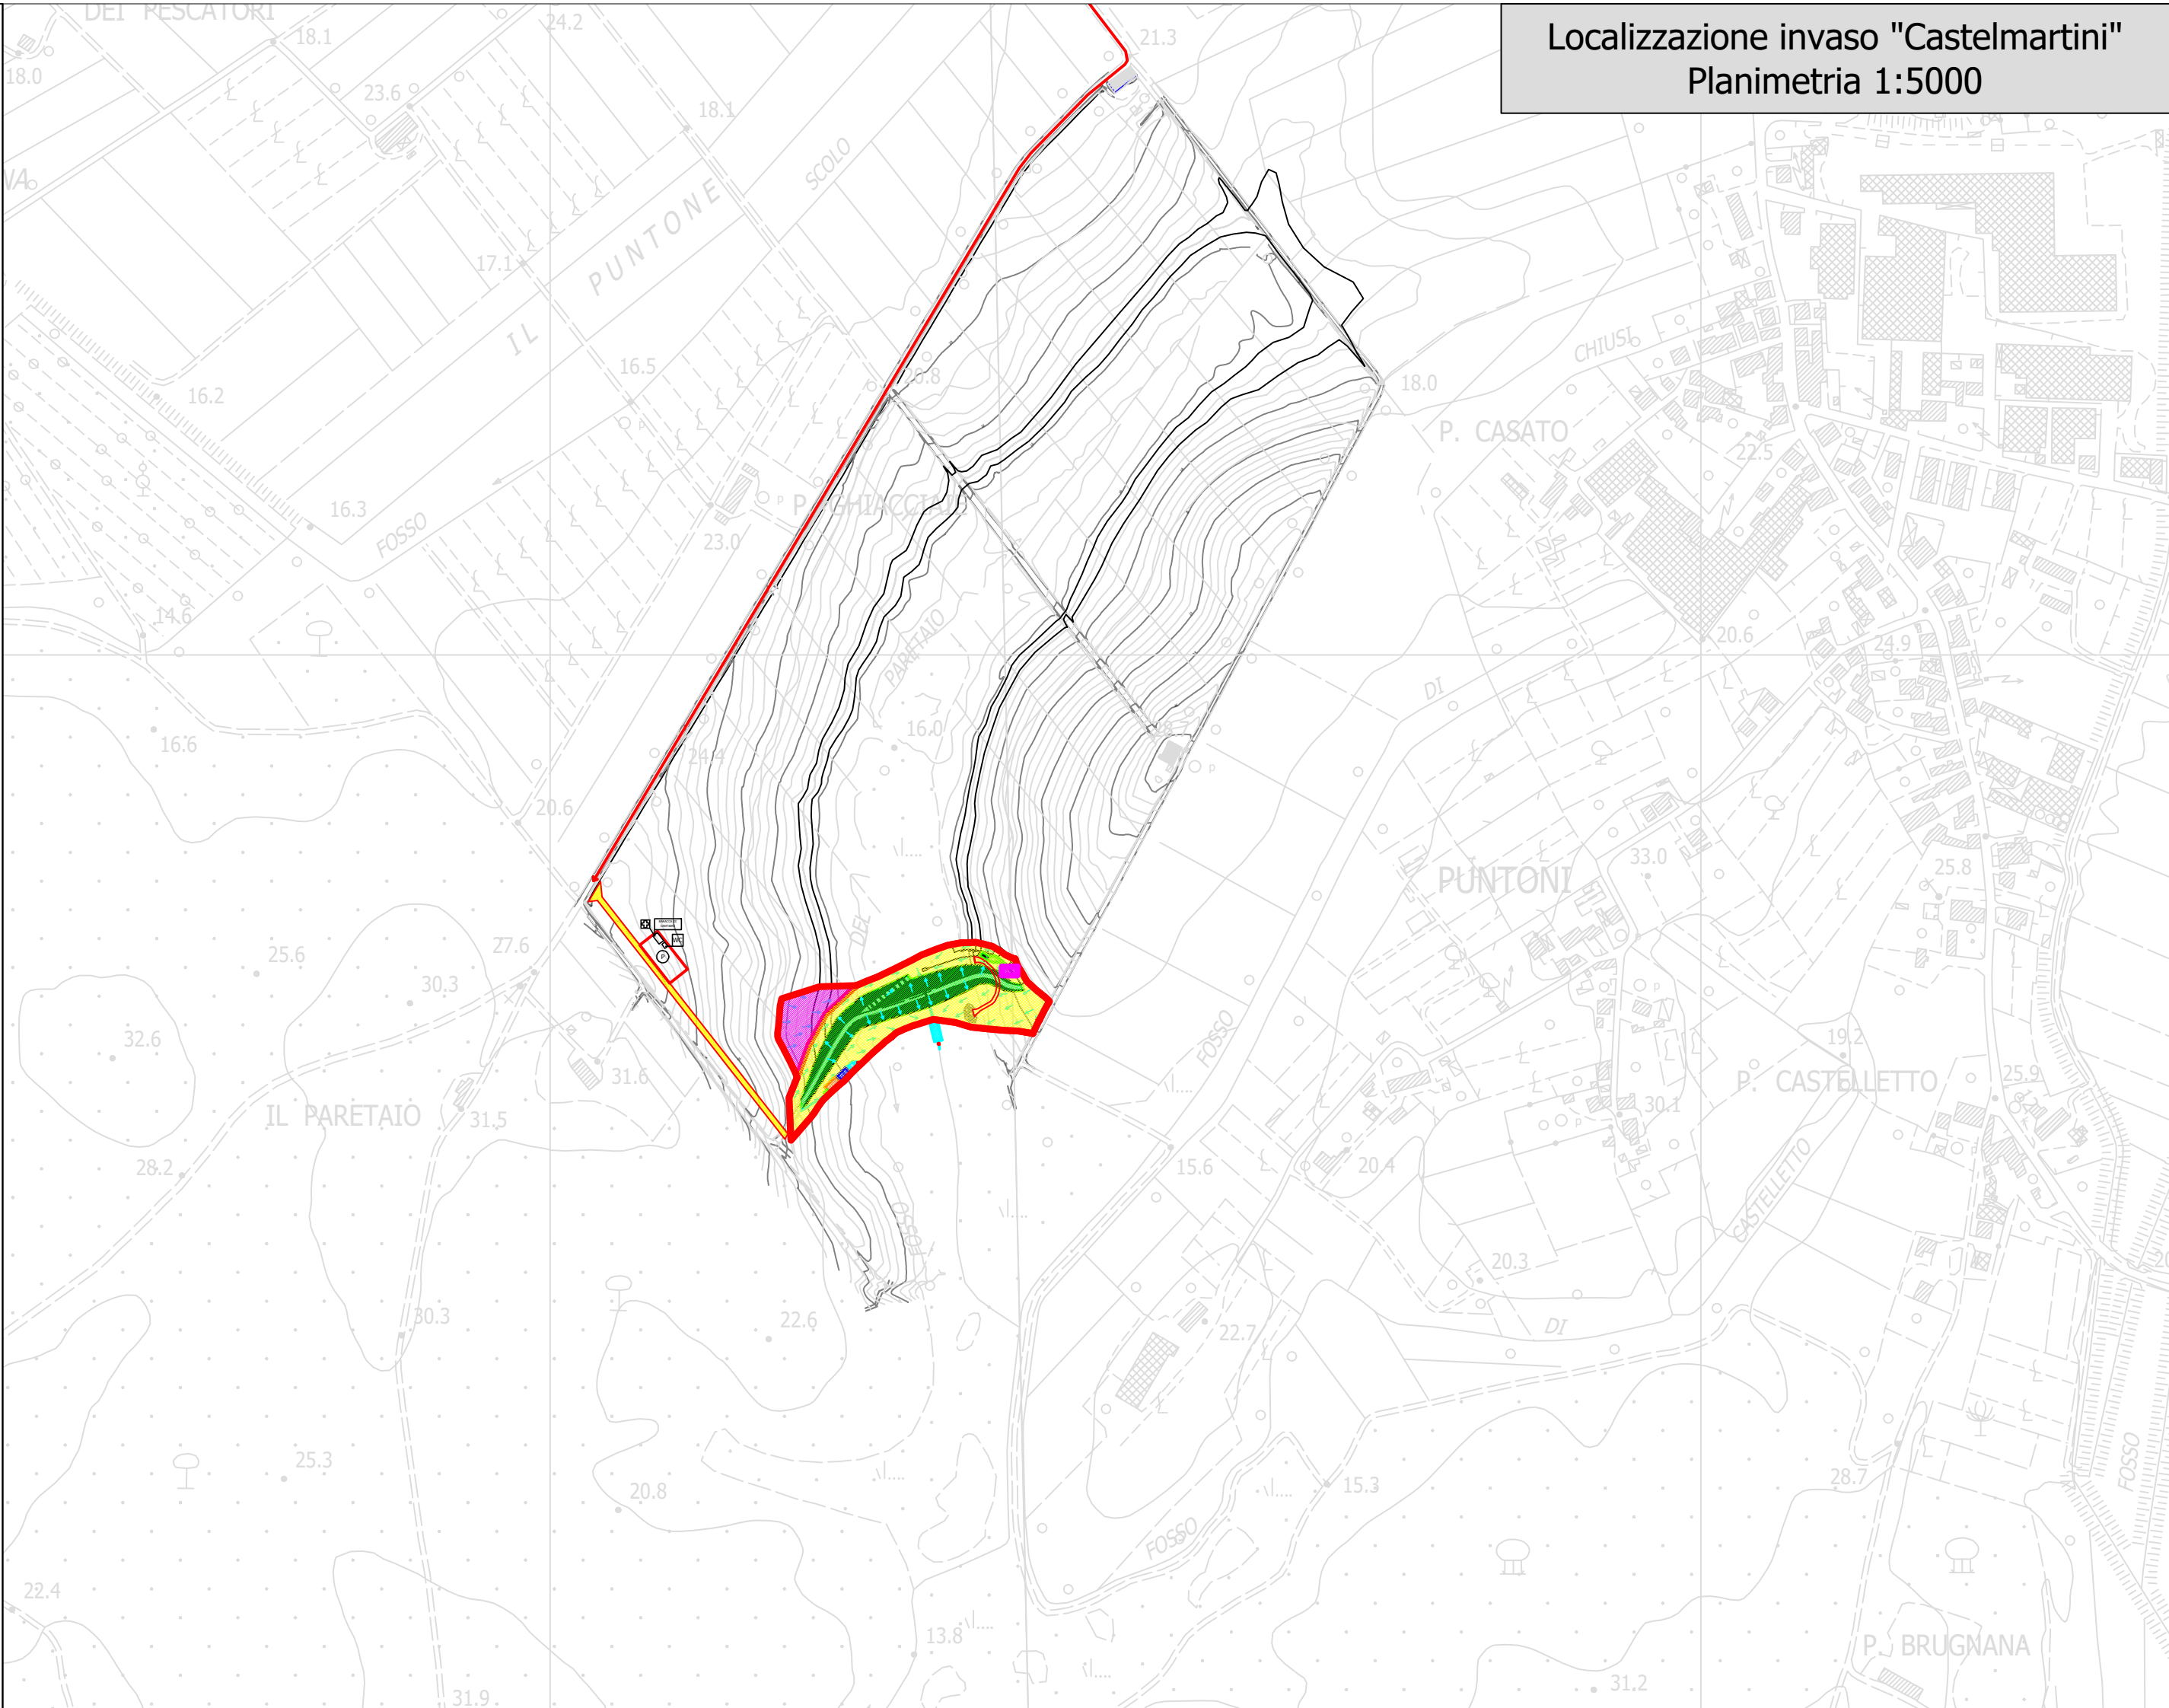 Localizzazione invaso "Castelmartini"
Planimetria 1:5000
DEI PESCATORI
24.2
18.1
18.0
23.6
18.1
21.3
SCOLO
IL PUNTONE
17.1
16.5
16.2
20.8
18.0
CHIUSI
P. CASATO
22.5
16.3
FOSSO
23.0
14.6
PARETAIO
DI
20.6
24.9
16.6
16.0
24.4
20.6
PUNTONI
33.0
25.8
DEL
WC
P
27.6
25.6
30.3
32.6
31.6
FOSSO
19.2
IL PARETAIO
31.5
P. CASTELLETTO
25.9
30.1
28.2
15.6
20.4
CASTELLETTO
FOSSO
20.3
30.3
22.6
22.7
DI
25.3
20.8
15.3
28.7
FOSSO
FOSSO
22.4
13.8
P. BRUGNANA
31.9
31.2